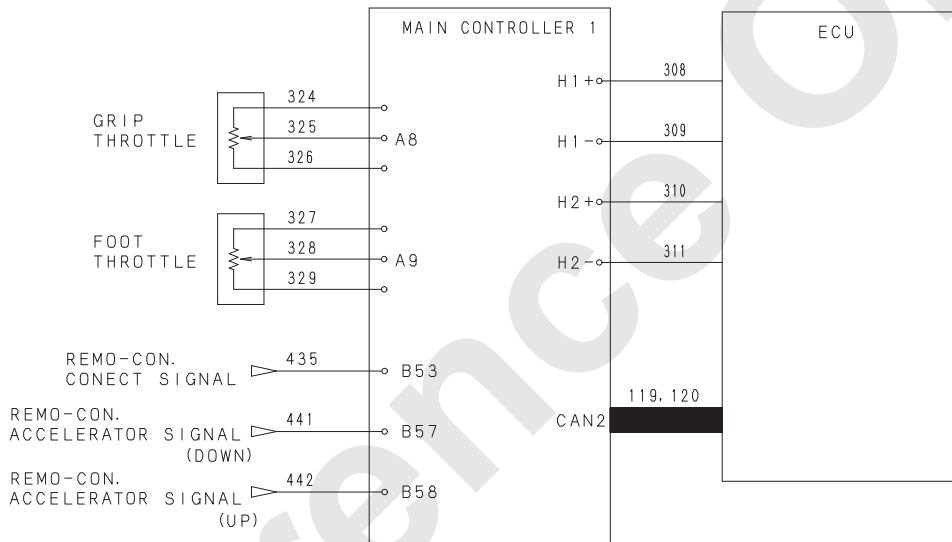 MAIN CONTROLLER 1
ECU
GRIP
THROTTLE
324
325
326
A8
FOOT
THROTTLE
327
328
329
A9
REMO-CON.
CONECT SIGNAL
435
B53
REMO-CON.
ACCELERATOR SIGNAL
(DOWN)
441
B57
REMO-CON.
ACCELERATOR SIGNAL
(UP)
442
B58
H1+
308
H1-
309
H2+
310
H2-
311
CAN2
119, 120